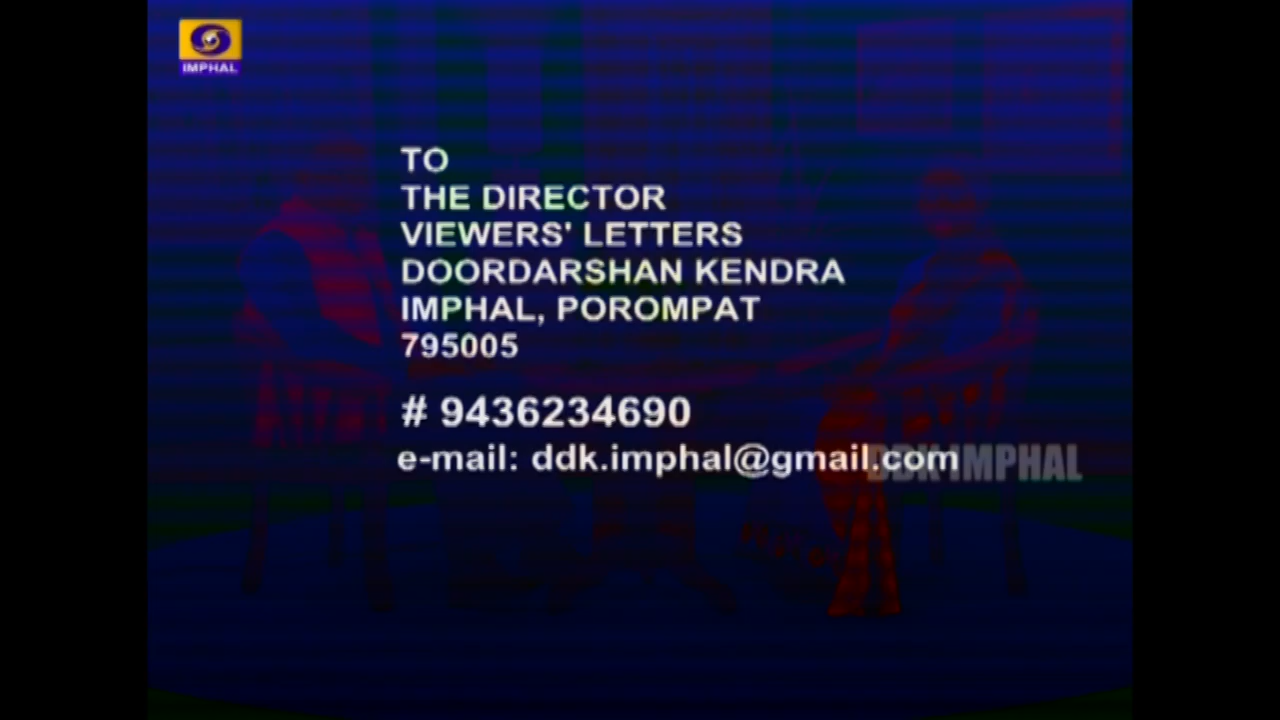 IMPHAL
TO
THE DIRECTOR
VIEWERS' LETTERS
DOORDARSHAN KENDRA
IMPHAL, POROMPAT
795005
# 9436234690
e-mail: ddk.imphal@gmail.com
DDK IMPHAL